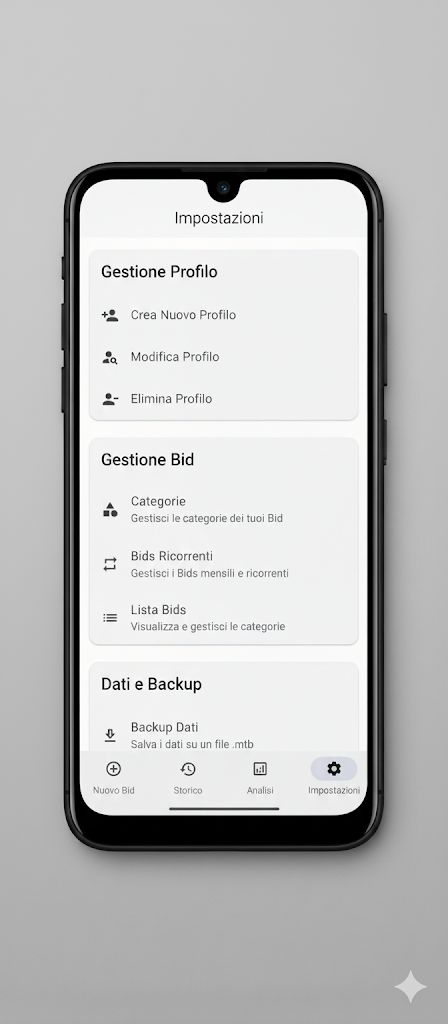 Impostazioni
Gestione Profilo
Crea Nuovo Profilo
Modifica Profilo
Elimina Profilo
Gestione Bid
Categorie
Gestisci le categorie dei tuoi Bid
Bids Ricorrenti
Gestisci i Bids mensili e ricorrenti
Lista Bids
Visualizza e gestisci le categorie
Dati e Backup
Backup Dati
Salva i dati su un file .mtb
Nuovo Bid
Storico
Analisi
Impostazioni